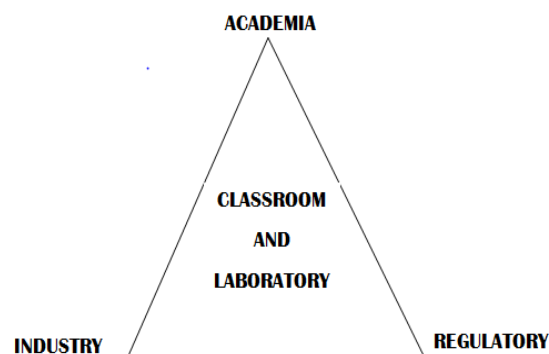 ACADEMIA
CLASSROOM
AND
LABORATORY
INDUSTRY
REGULATORY